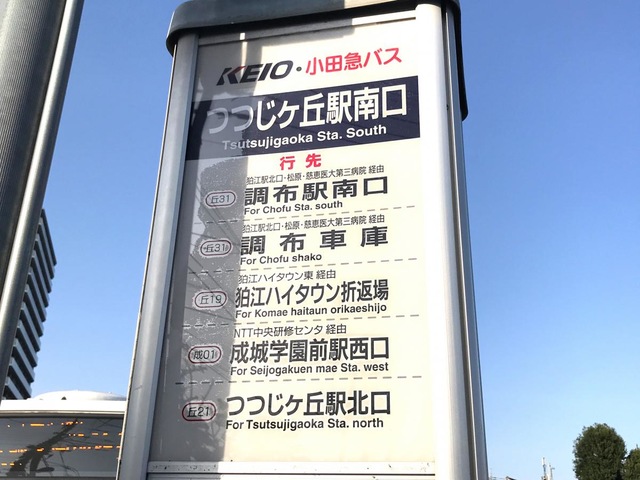 KEIO・小田急バス
つつじヶ丘駅南口
Tsutsujigaoka Sta. South
行先
狛江駅北口・松原・慈恵医大第三病院 経由
丘31 調布駅南口
For Chofu Sta. south
狛江駅北口・松原・慈恵医大第三病院 経由
丘31 調布車庫
For Chofu shako
狛江ハイタウン東 経由
丘19 狛江ハイタウン折返場
For Komae haitaun orikaeshijo
NTT中央研修センタ 経由
成01 成城学園前駅西口
For Seijogakuen mae Sta. west
丘21 つつじヶ丘駅北口
For Tsutsujigaoka Sta. north